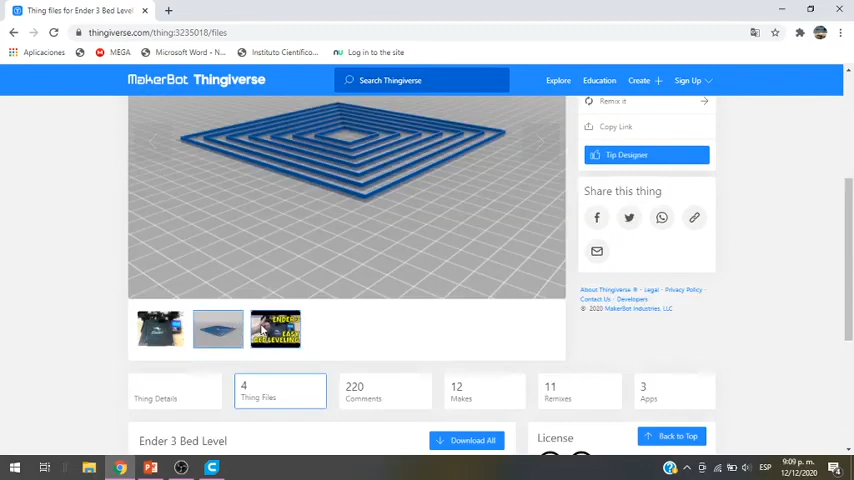 Thing files for Ender 3 Bed Level
thingiverse.com/thing:3235018/files
Aplicaciones
MEGA
Microsoft Word - N...
Instituto Científico...
Log in to the site
MakerBot Thingiverse
Search Thingiverse
Explore
Education
Create
Sign Up
Remix it
Copy Link
Tip Designer
Share this thing
About Thingiverse ® · Legal · Privacy Policy ·
Contact Us · Developers
© 2020 MakerBot Industries, LLC
ENDER 3
EASY
BED LEVELING
Thing Details
4
Thing Files
220
Comments
12
Makes
11
Remixes
3
Apps
Ender 3 Bed Level
Download All
License
Back to Top
ESP
9:09 p. m.
12/12/2020
4